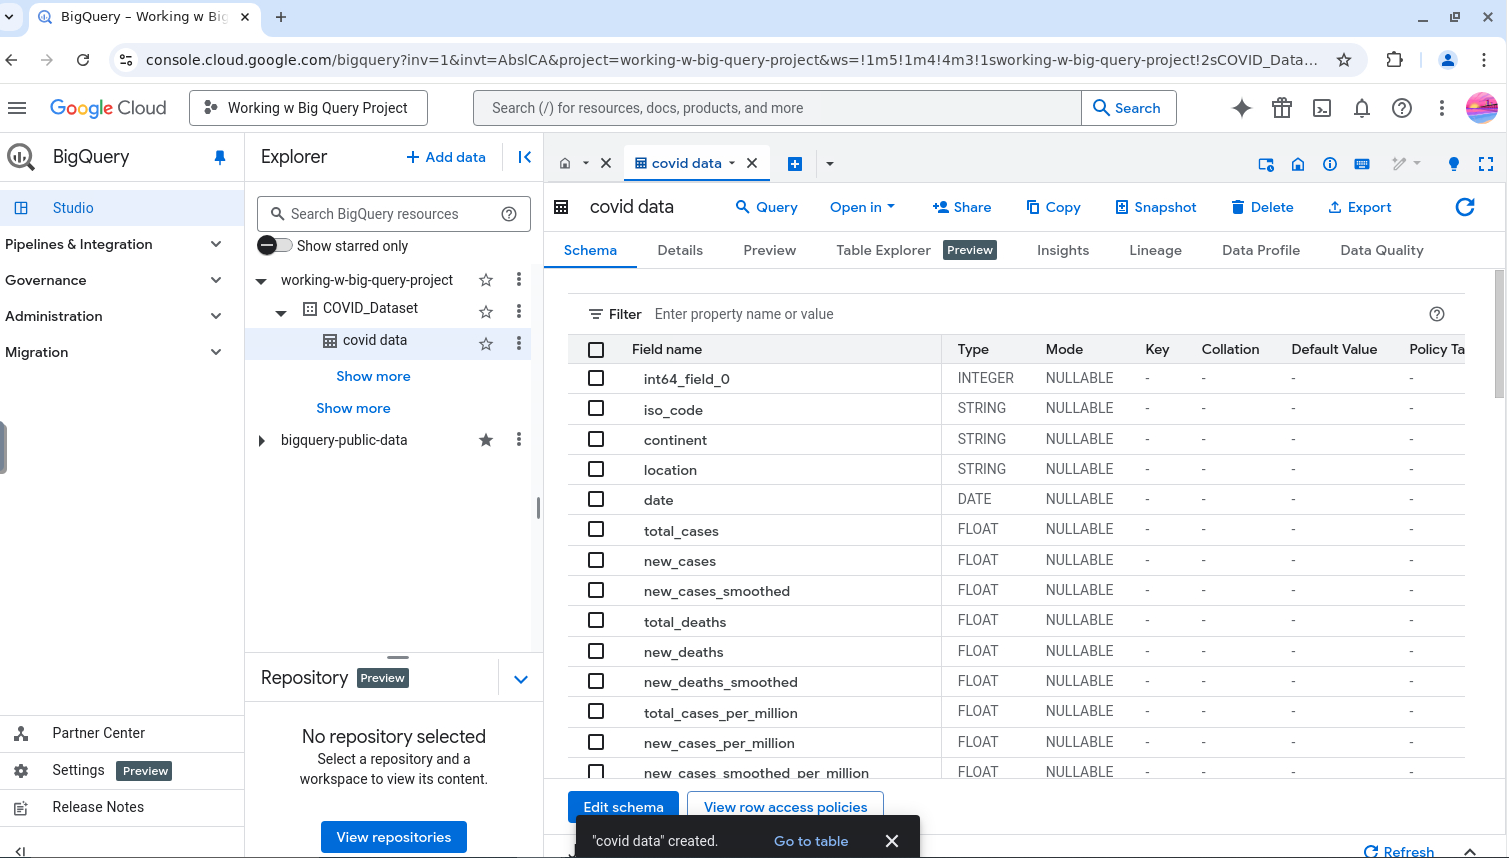 BigQuery – Working w Big
console.cloud.google.com/bigquery?inv=1&invt=AbslCA&project=working-w-big-query-project&ws=!1m5!1m4!4m3!1sworking-w-big-query-project!2sCOVID_Data...
Google Cloud
Working w Big Query Project
Search (/) for resources, docs, products, and more
Search
BigQuery
Studio
Pipelines & Integration
Governance
Administration
Migration
Partner Center
Settings Preview
Release Notes
Explorer
+ Add data
Search BigQuery resources
Show starred only
working-w-big-query-project
COVID_Dataset
covid data
Show more
Show more
bigquery-public-data
Repository Preview
No repository selected
Select a repository and a
workspace to view its content.
View repositories
covid data
covid data
Query Open in Share Copy Snapshot Delete Export
Schema Details Preview Table Explorer Preview Insights Lineage Data Profile Data Quality
Filter Enter property name or value
Field name Type Mode Key Collation Default Value Policy Ta
int64_field_0 INTEGER NULLABLE - - - -
iso_code STRING NULLABLE - - - -
continent STRING NULLABLE - - - -
location STRING NULLABLE - - - -
date DATE NULLABLE - - - -
total_cases FLOAT NULLABLE - - - -
new_cases FLOAT NULLABLE - - - -
new_cases_smoothed FLOAT NULLABLE - - - -
total_deaths FLOAT NULLABLE - - - -
new_deaths FLOAT NULLABLE - - - -
new_deaths_smoothed FLOAT NULLABLE - - - -
total_cases_per_million FLOAT NULLABLE - - - -
new_cases_per_million FLOAT NULLABLE - - - -
new_cases_smoothed_per_million FLOAT NULLABLE - - - -
Edit schema View row access policies
"covid data" created. Go to table
Refresh